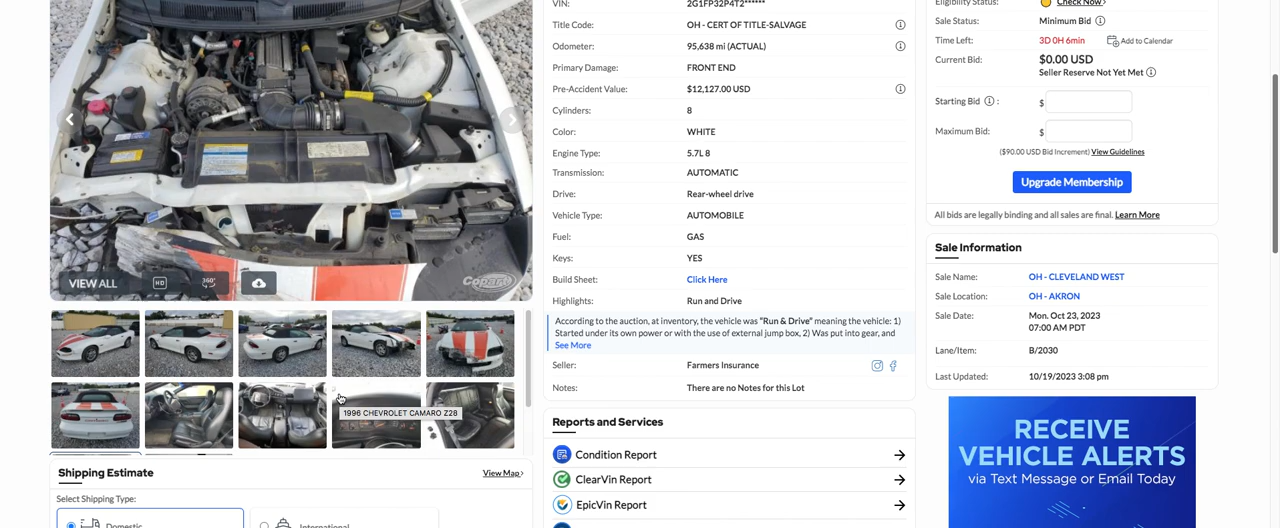 VIEW ALL
HD
360°
Copart
1996 CHEVROLET CAMARO Z28
Shipping Estimate
View Map
Select Shipping Type:
Domestic
International
VIN: 2G1FP32P4T2******
Title Code: OH - CERT OF TITLE-SALVAGE
Odometer: 95,638 mi (ACTUAL)
Primary Damage: FRONT END
Pre-Accident Value: $12,127.00 USD
Cylinders: 8
Color: WHITE
Engine Type: 5.7L 8
Transmission: AUTOMATIC
Drive: Rear-wheel drive
Vehicle Type: AUTOMOBILE
Fuel: GAS
Keys: YES
Build Sheet: Click Here
Highlights: Run and Drive
According to the auction, at inventory, the vehicle was "Run & Drive" meaning the vehicle: 1)
Started under its own power or with the use of external jump box, 2) Was put into gear, and
See More
Seller: Farmers Insurance
Notes: There are no Notes for this Lot
Reports and Services
Condition Report
ClearVin Report
EpicVin Report
Eligibility Status: Check Now
Sale Status: Minimum Bid
Time Left: 3D 0H 6min Add to Calendar
Current Bid: $0.00 USD
Seller Reserve Not Yet Met
Starting Bid : $
Maximum Bid: $
($90.00 USD Bid Increment) View Guidelines
Upgrade Membership
All bids are legally binding and all sales are final. Learn More
Sale Information
Sale Name: OH - CLEVELAND WEST
Sale Location: OH - AKRON
Sale Date: Mon. Oct 23, 2023
07:00 AM PDT
Lane/Item: B/2030
Last Updated: 10/19/2023 3:08 pm
RECEIVE
VEHICLE ALERTS
via Text Message or Email Today